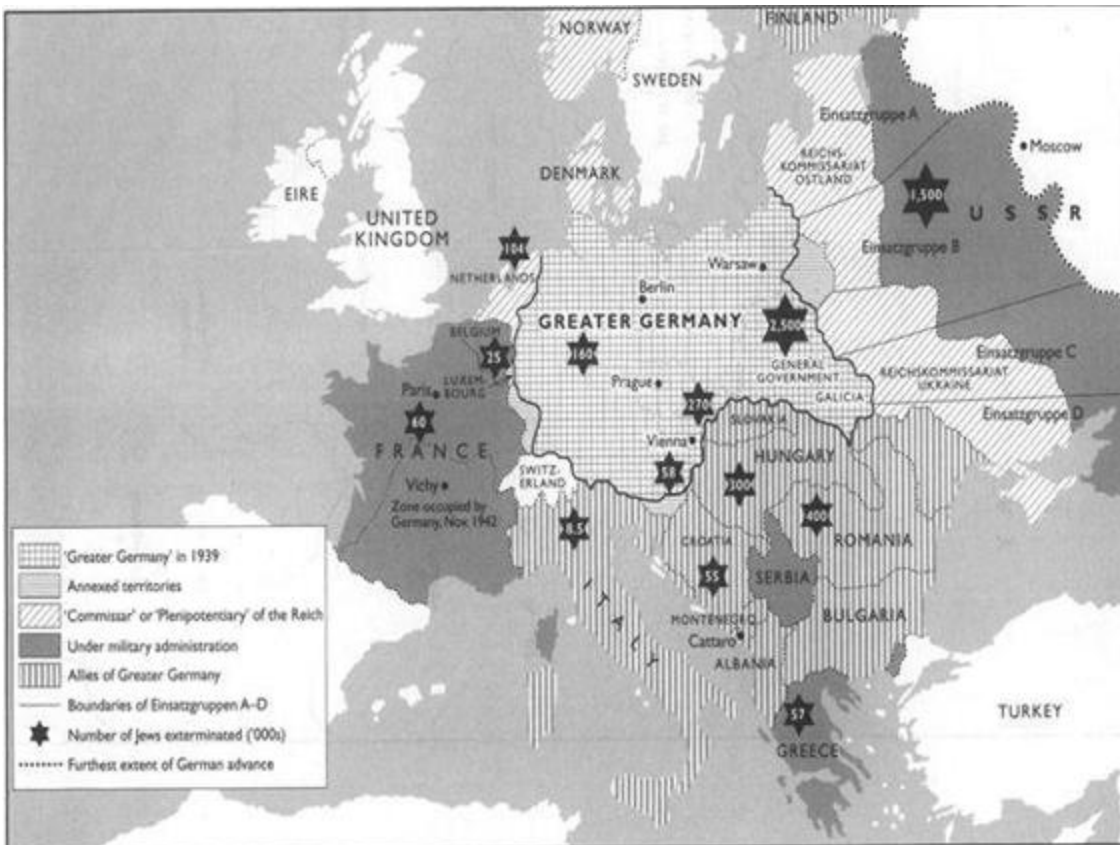 NORWAY
FINLAND
SWEDEN
Einsatzgruppe A
Moscow
REICHS-
KOMMISSARIAT
OSTLAND
DENMARK
EIRE
1,500
U S S R
UNITED
KINGDOM
104
Einsatzgruppe B
NETHERLANDS
Warsaw
Berlin
GREATER GERMANY
2,500
BELGIUM
25
160
Einsatzgruppe C
GENERAL
GOVERNMENT
REICHSKOMMISSARIAT
UKRAINE
Paris
LUXEM-
BOURG
Prague
GALICIA
270
Einsatzgruppe D
60
SLOVAKIA
FRANCE
Vienna
HUNGARY
SWITZ-
ERLAND
58
300
Vichy
Zone occupied by
Germany, Nov. 1942
8.5
400
CROATIA
ROMANIA
55
SERBIA
ITALY
MONTENEGRO
BULGARIA
Cattaro
ALBANIA
57
TURKEY
GREECE
'Greater Germany' in 1939
Annexed territories
'Commissar' or 'Plenipotentiary' of the Reich
Under military administration
Allies of Greater Germany
Boundaries of Einsatzgruppen A–D
Number of Jews exterminated ('000s)
Furthest extent of German advance